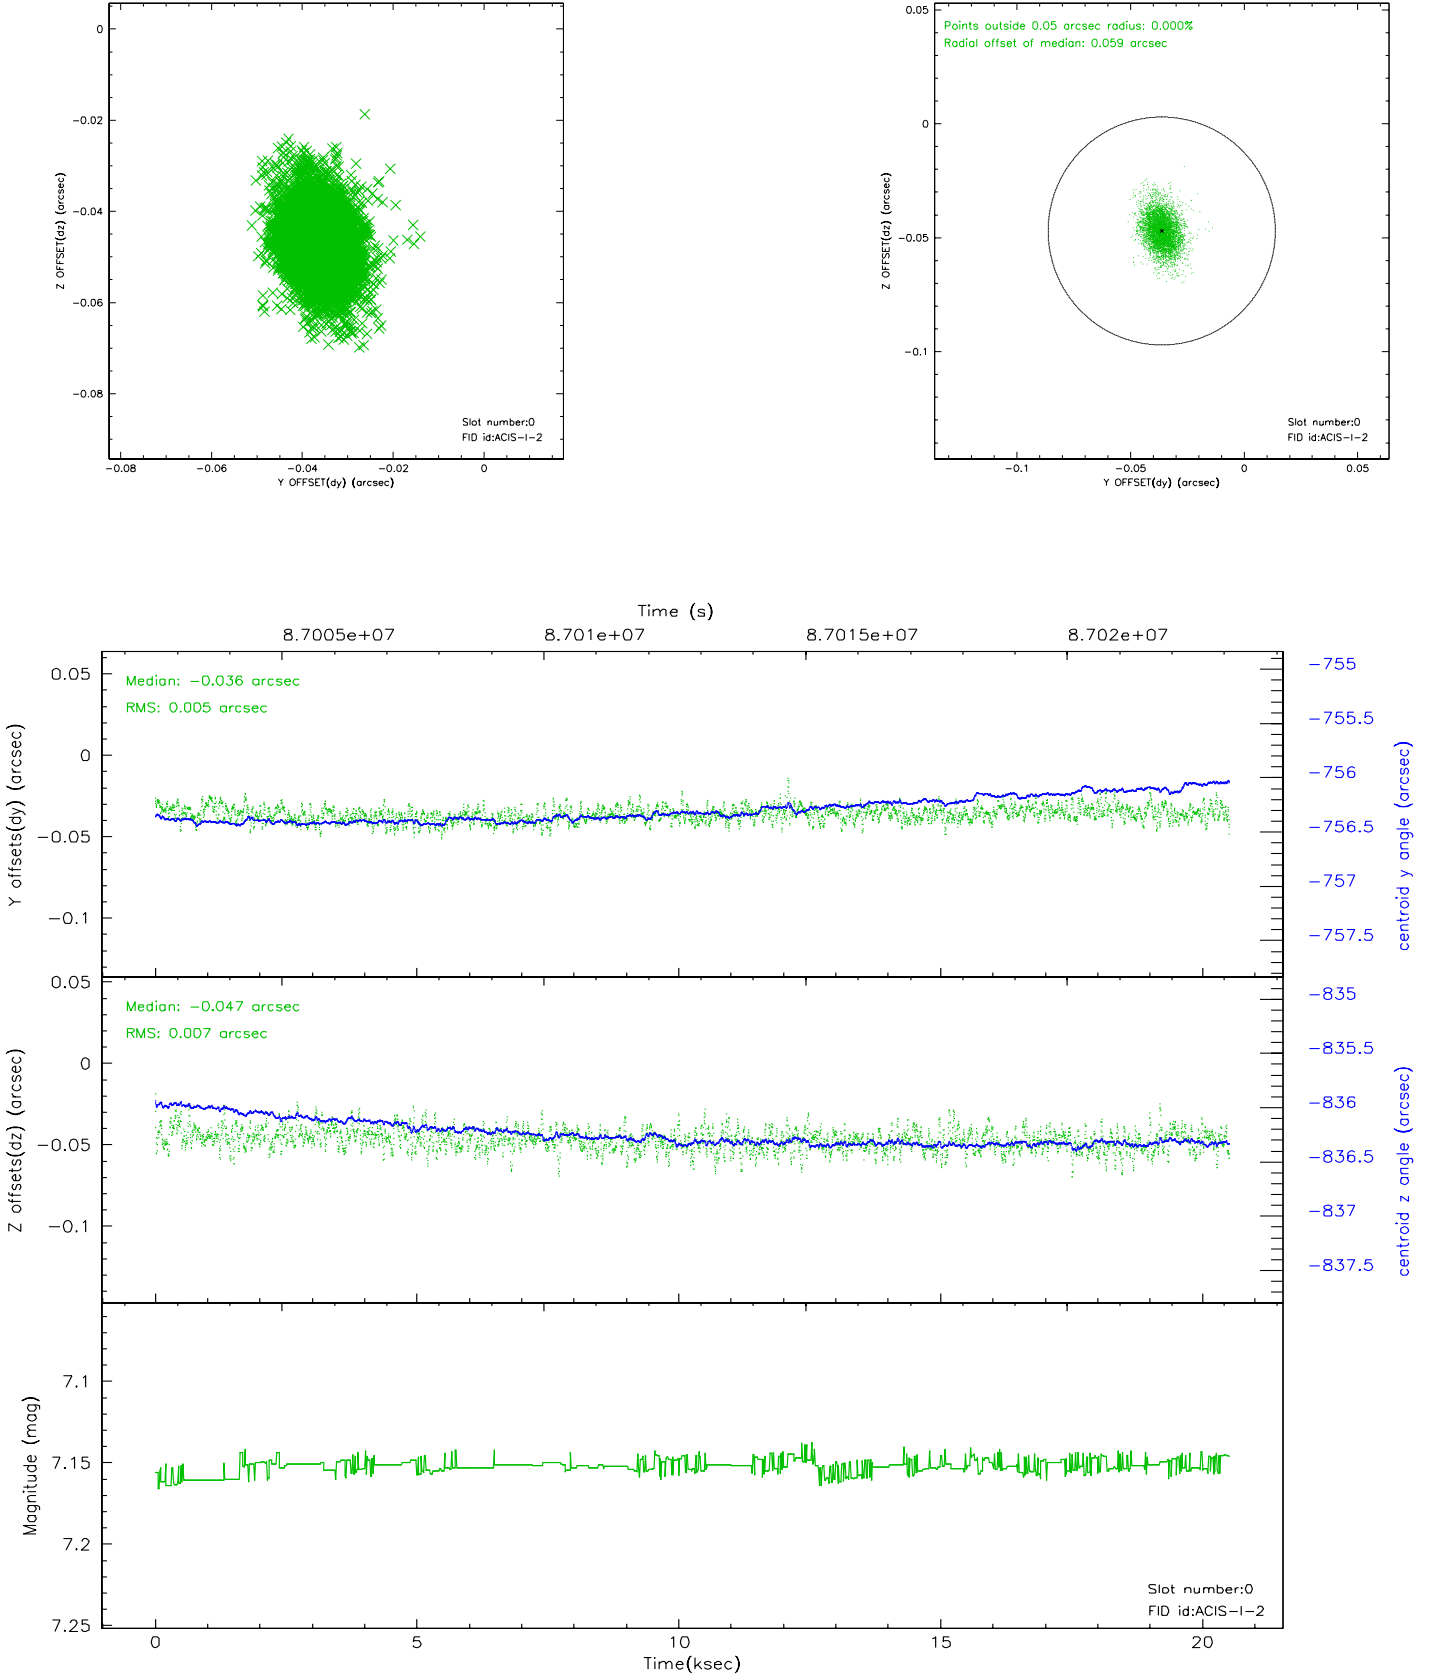 0
-0.02
-0.04
-0.06
-0.08
Z OFFSET(dz) (arcsec)
Slot number:0
FID id:ACIS-I-2
-0.08 -0.06 -0.04 -0.02 0
Y OFFSET(dy) (arcsec)
0.05
0
-0.05
-0.1
Z OFFSET(dz) (arcsec)
Points outside 0.05 arcsec radius: 0.000%
Radial offset of median: 0.059 arcsec
Slot number:0
FID id:ACIS-I-2
-0.1 -0.05 0 0.05
Y OFFSET(dy) (arcsec)
Time (s)
8.7005e+07 8.701e+07 8.7015e+07 8.702e+07
0.05
0
-0.05
-0.1
Y offsets(dy) (arcsec)
Median: -0.036 arcsec
RMS: 0.005 arcsec
-755
-755.5
-756
-756.5
-757
-757.5
centroid y angle (arcsec)
0.05
0
-0.05
-0.1
Z offsets(dz) (arcsec)
Median: -0.047 arcsec
RMS: 0.007 arcsec
-835
-835.5
-836
-836.5
-837
-837.5
centroid z angle (arcsec)
7.1
7.15
7.2
7.25
Magnitude (mag)
Slot number:0
FID id:ACIS-I-2
0 5 10 15 20
Time(ksec)